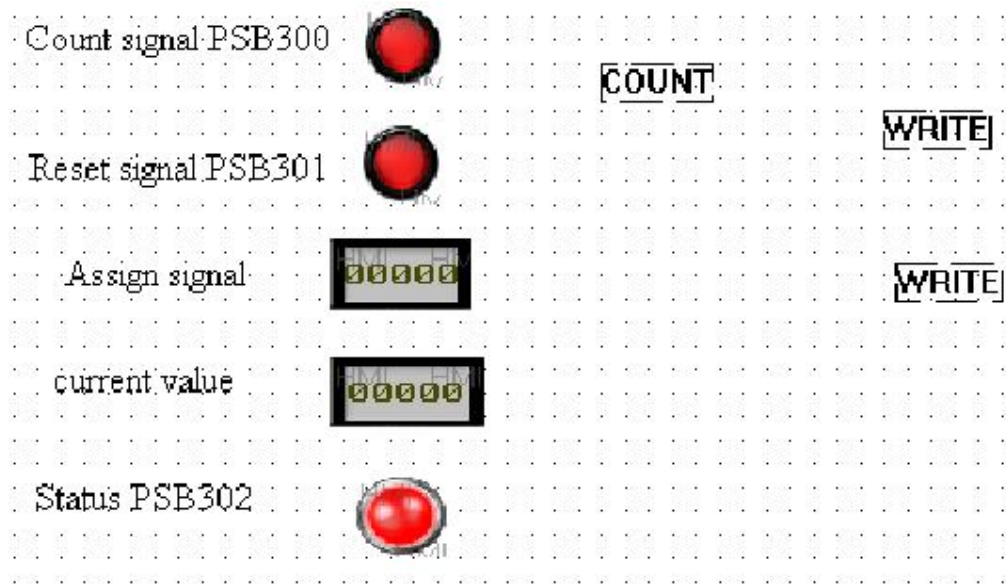 Count signal PSB300
COUNT
WRITE
Reset signal PSB301
Assign signal
00000
WRITE
current value
00000
Status PSB302